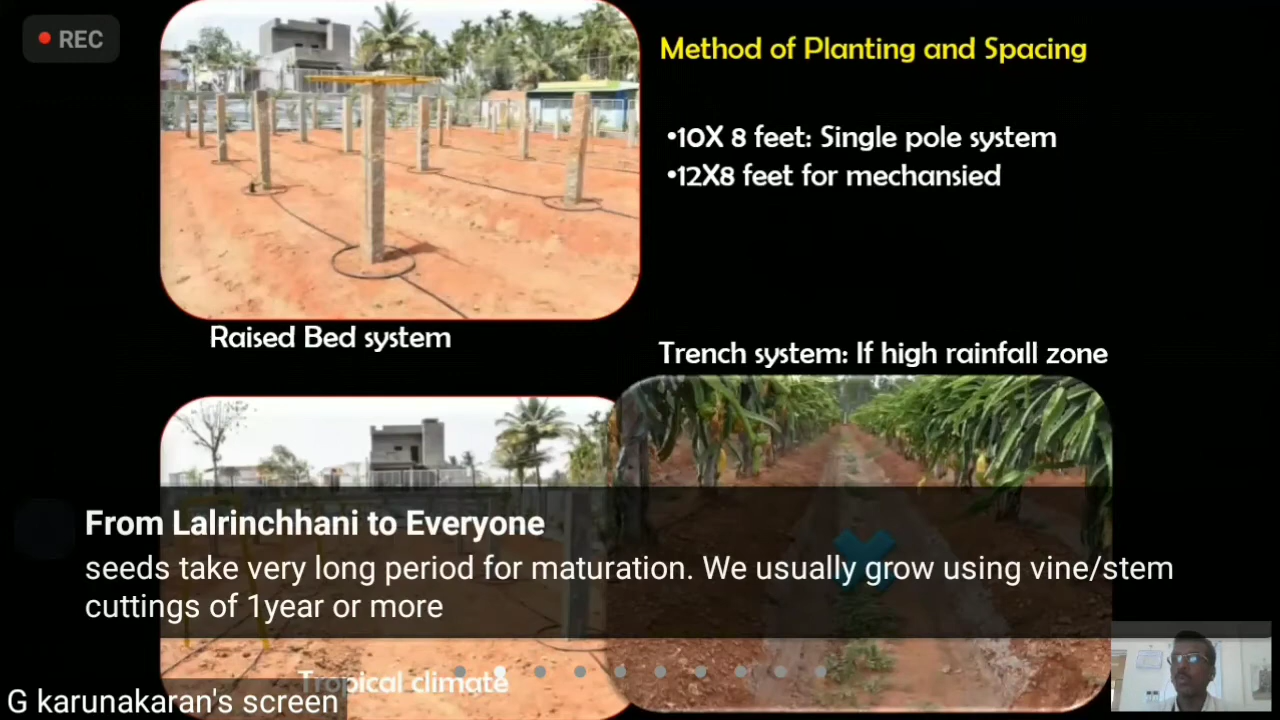 REC
Method of Planting and Spacing
•10X 8 feet: Single pole system
•12X8 feet for mechansied
Raised Bed system
Trench system: If high rainfall zone
From Lalrinchhani to Everyone
seeds take very long period for maturation. We usually grow using vine/stem
cuttings of 1year or more
Tropical climate
G karunakaran's screen